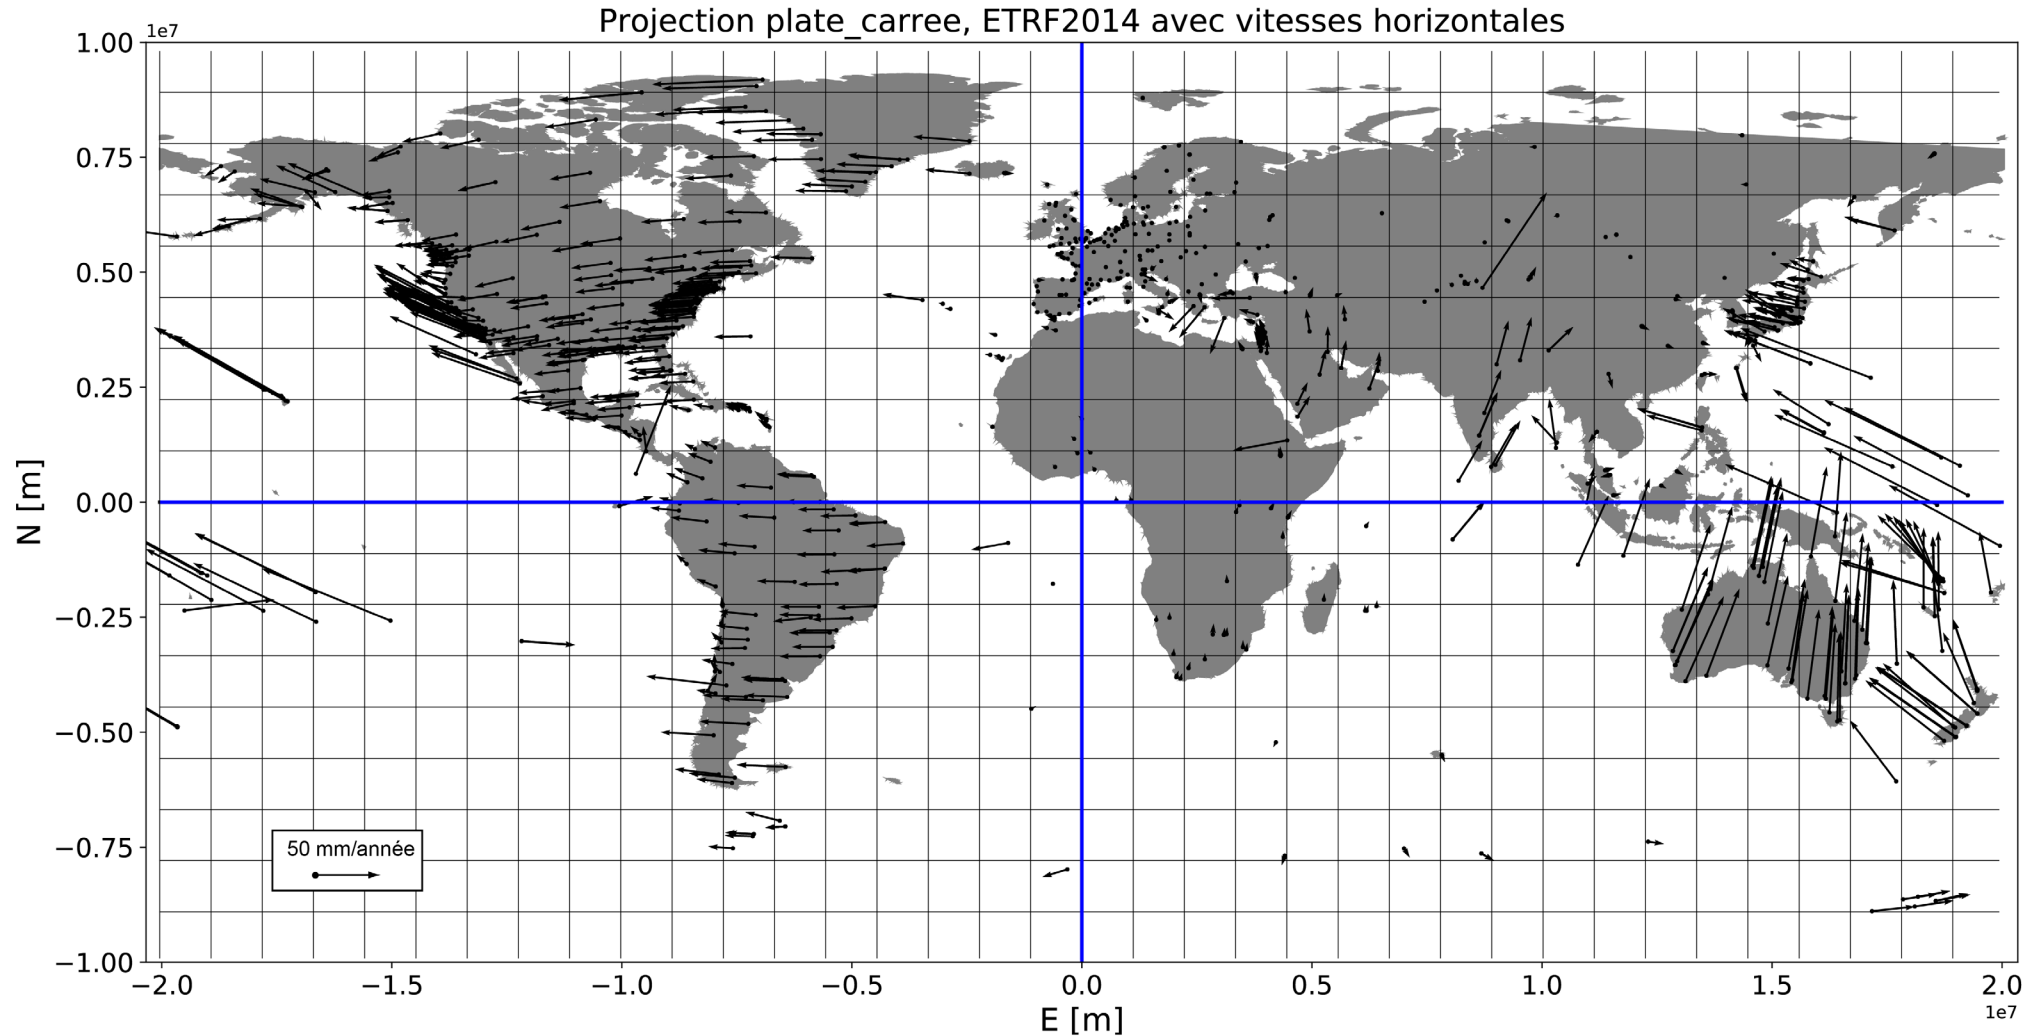 Projection plate_carree, ETRF2014 avec vitesses horizontales
1e7
1.00
0.75
0.50
0.25
0.00
−0.25
−0.50
−0.75
−1.00
N [m]
50 mm/année
−2.0 −1.5 −1.0 −0.5 0.0 0.5 1.0 1.5 2.0
1e7
E [m]